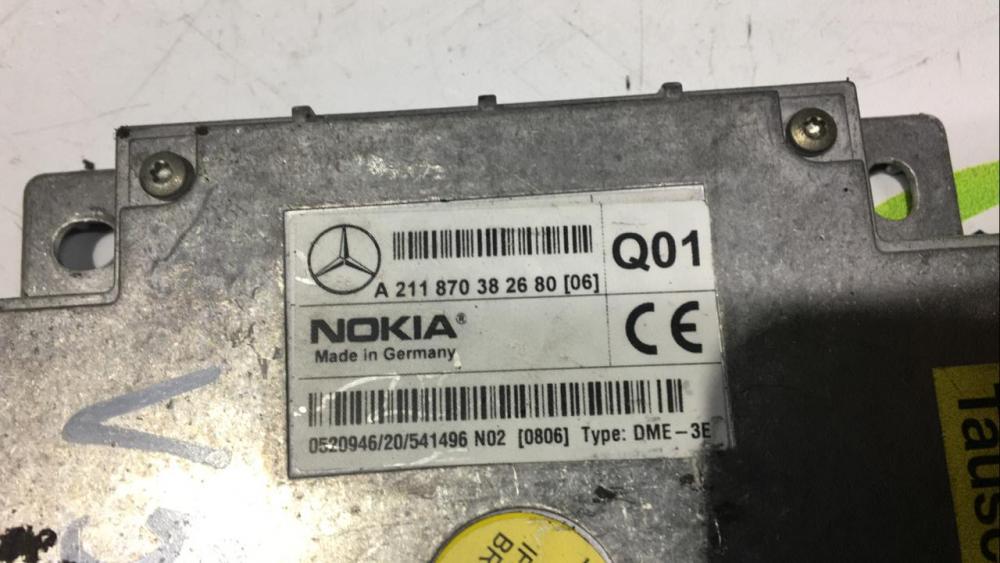 A 211 870 38 26 80 [06]
Q01
NOKIA®
Made in Germany
CE
0520946/20/541496 N02 [0806] Type: DME-3E